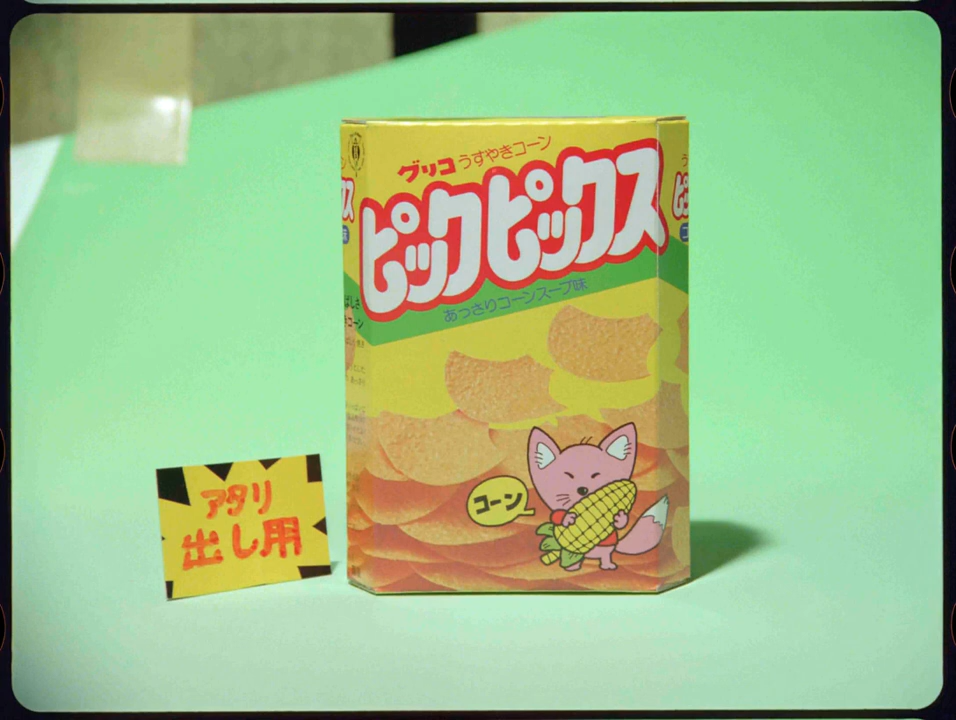 グリコ うすやきコーン
ピックピックス
あっさりコーンスープ味
コーン
アタリ
出し用